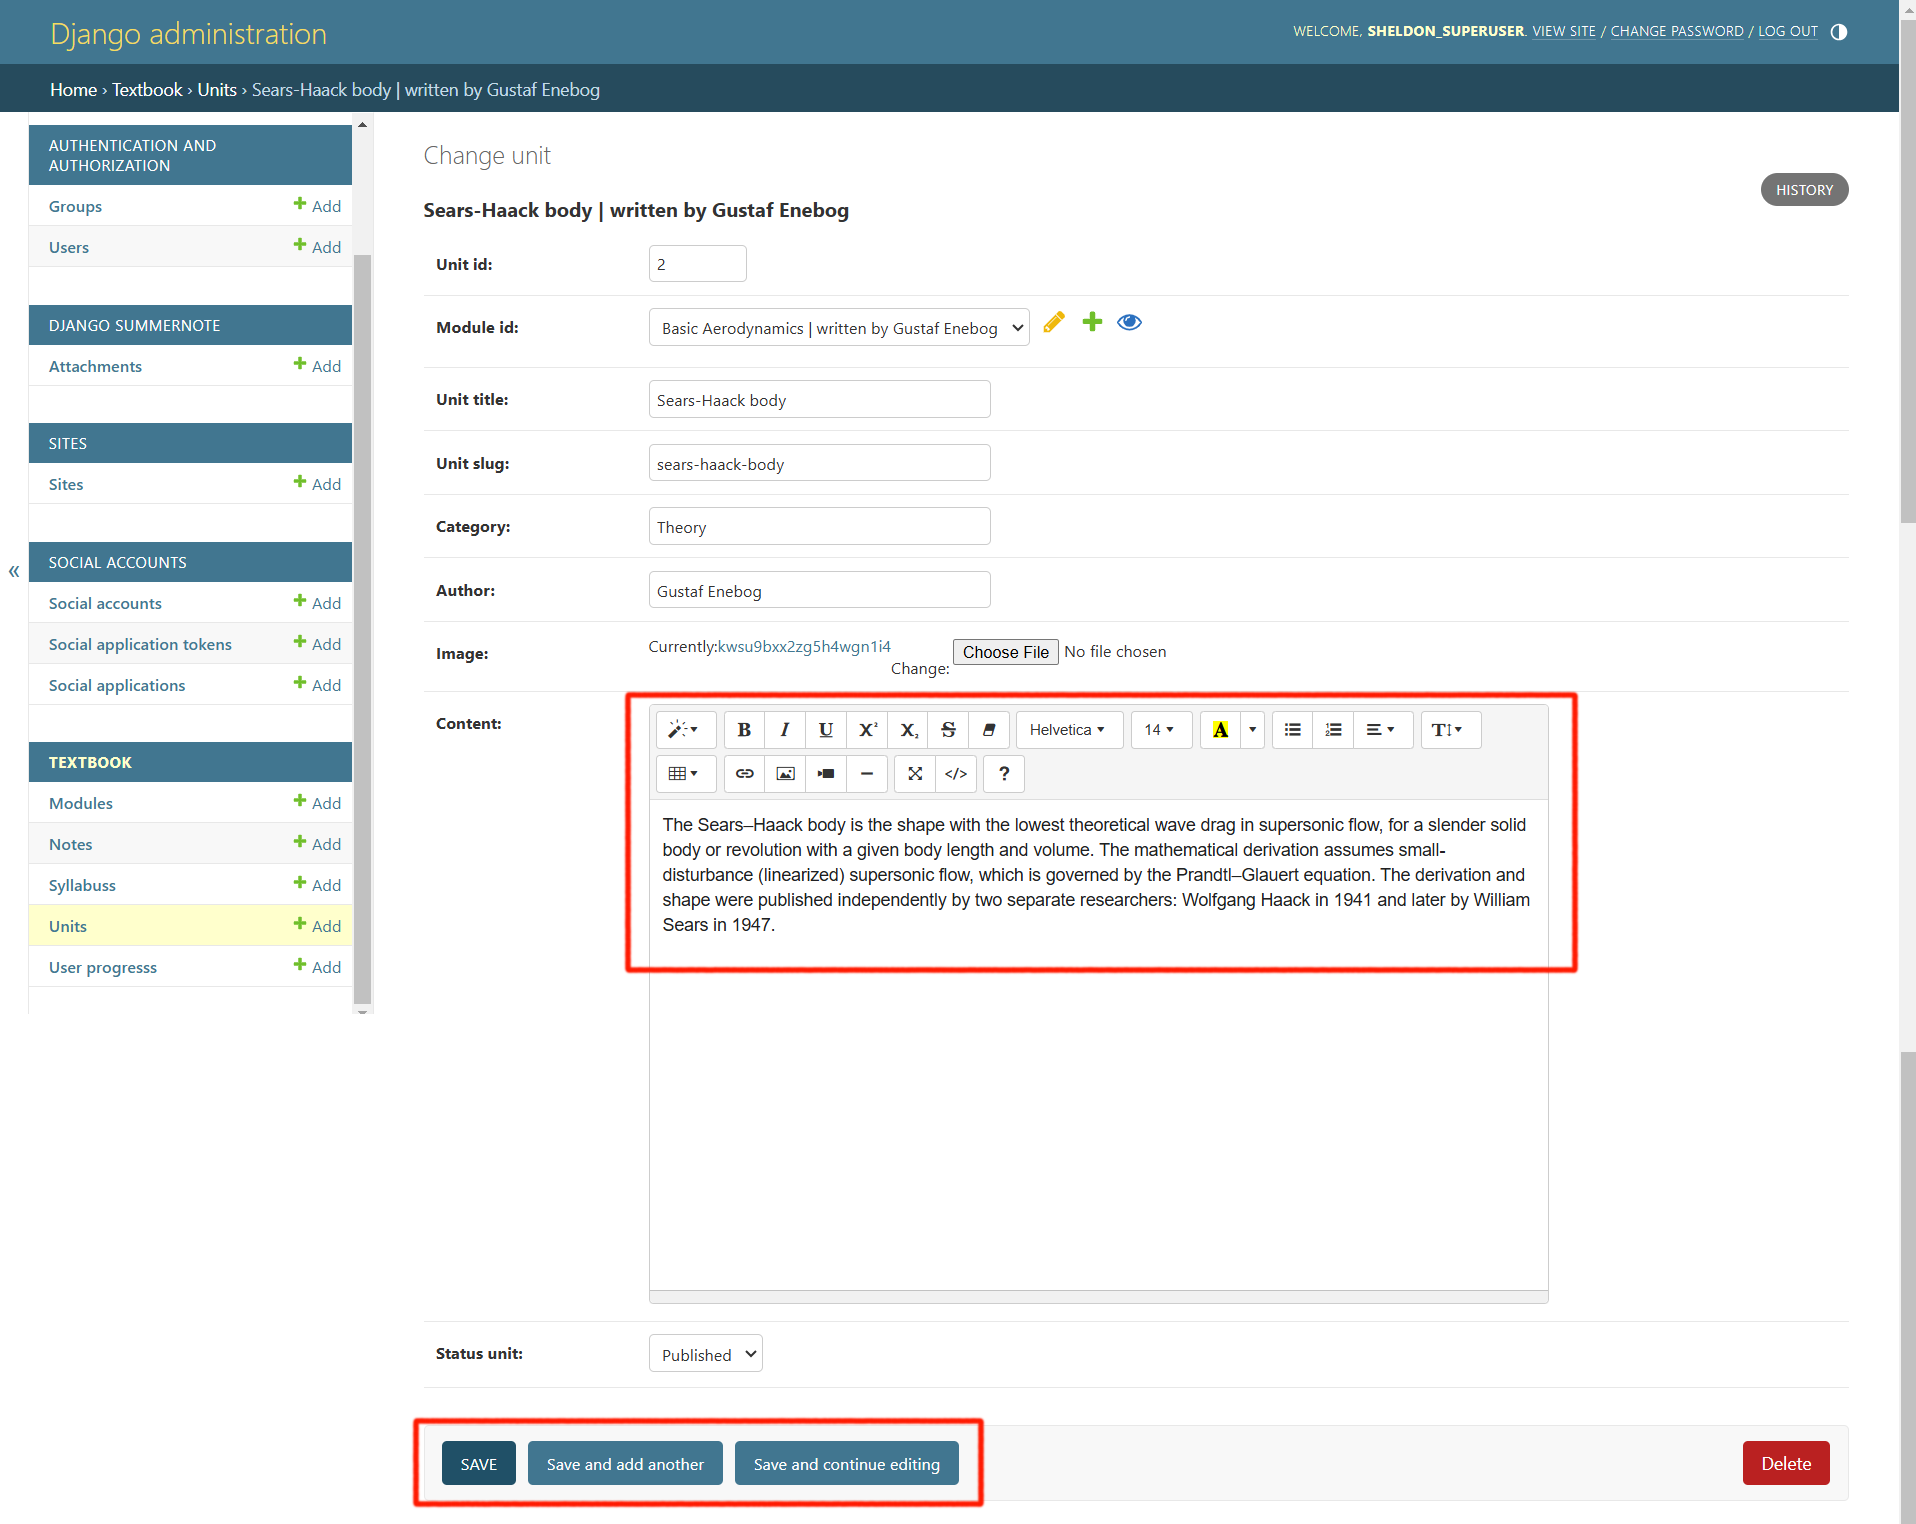 Django administration
WELCOME, SHELDON_SUPERUSER. VIEW SITE / CHANGE PASSWORD / LOG OUT
Home › Textbook › Units › Sears-Haack body | written by Gustaf Enebog
AUTHENTICATION AND
AUTHORIZATION
Groups Add
Users Add
DJANGO SUMMERNOTE
Attachments Add
SITES
Sites Add
SOCIAL ACCOUNTS
Social accounts Add
Social application tokens Add
Social applications Add
TEXTBOOK
Modules Add
Notes Add
Syllabuss Add
Units Add
User progresss Add
«
Change unit
HISTORY
Sears-Haack body | written by Gustaf Enebog
Unit id: 2
Module id: Basic Aerodynamics | written by Gustaf Enebog
Unit title: Sears-Haack body
Unit slug: sears-haack-body
Category: Theory
Author: Gustaf Enebog
Image: Currently:kwsu9bxx2zg5h4wgn1i4
Change: Choose File No file chosen
Content:
B I U X² X₂ S Helvetica 14 A T
</> ?
The Sears–Haack body is the shape with the lowest theoretical wave drag in supersonic flow, for a slender solid
body or revolution with a given body length and volume. The mathematical derivation assumes small-
disturbance (linearized) supersonic flow, which is governed by the Prandtl–Glauert equation. The derivation and
shape were published independently by two separate researchers: Wolfgang Haack in 1941 and later by William
Sears in 1947.
Status unit: Published
SAVE Save and add another Save and continue editing Delete